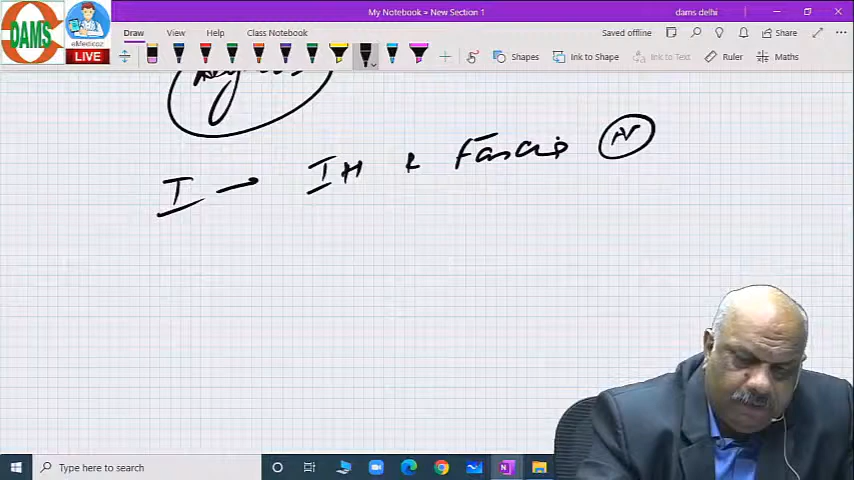 My Notebook > New Section 1
dams delhi
DAMS
eMedicoz
LIVE
Draw
View
Help
Class Notebook
Saved offline
Share
Shapes
Ink to Shape
Ink to Text
Ruler
Maths
I → IH + Fascia N
Type here to search